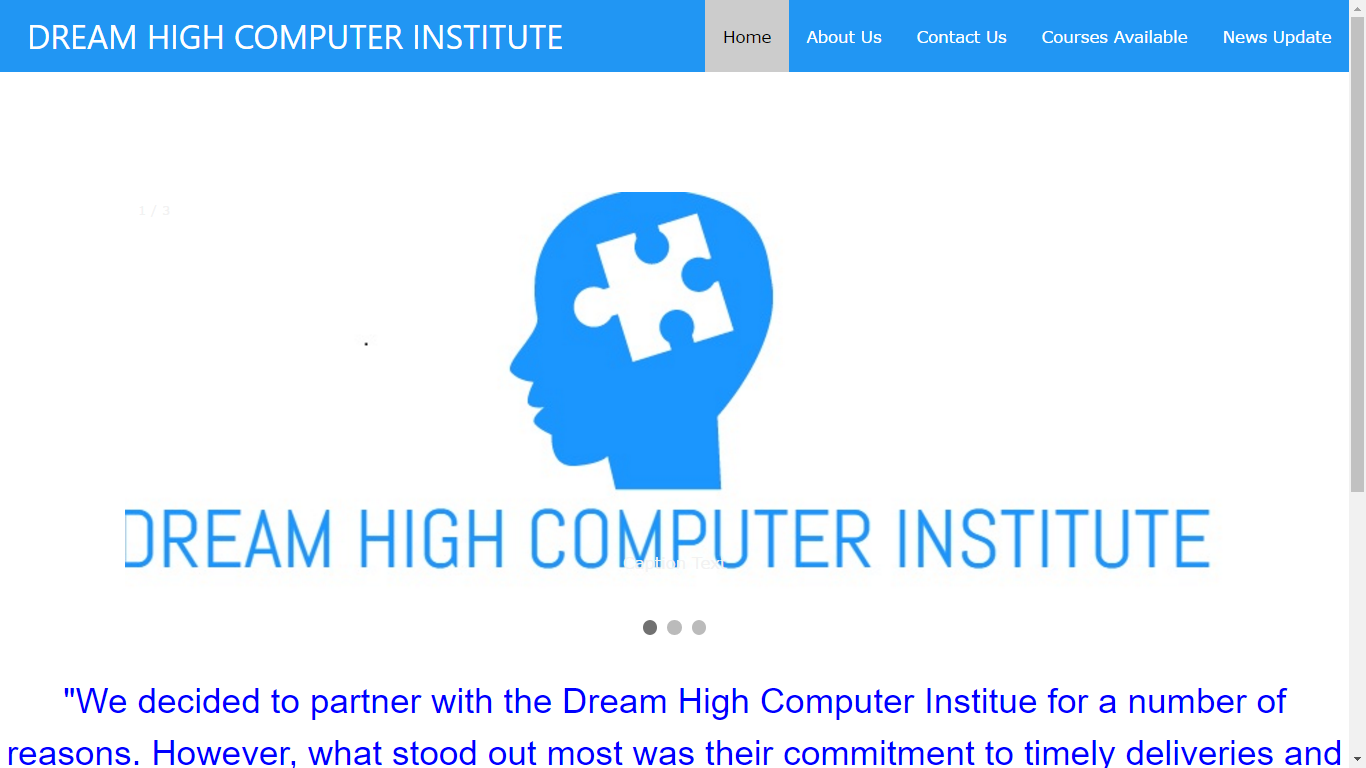 DREAM HIGH COMPUTER INSTITUTE
Home
About Us
Contact Us
Courses Available
News Update
1 / 3
DREAM HIGH COMPUTER INSTITUTE
Caption Text
"We decided to partner with the Dream High Computer Institue for a number of
reasons. However, what stood out most was their commitment to timely deliveries and